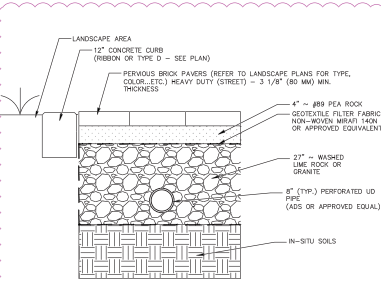 LANDSCAPE AREA
12" CONCRETE CURB
(RIBBON OR TYPE D – SEE PLAN)
PERVIOUS BRICK PAVERS (REFER TO LANDSCAPE PLANS FOR TYPE,
COLOR...ETC.) HEAVY DUTY (STREET) – 3 1/8" (80 MM) MIN.
THICKNESS
4" ~ #89 PEA ROCK
GEOTEXTILE FILTER FABRIC
NON-WOVEN MIRAFI 140N
OR APPROVED EQUIVALENT
27" ~ WASHED
LIME ROCK OR
GRANITE
8" (TYP.) PERFORATED UD
PIPE
(ADS OR APPROVED EQUAL)
IN-SITU SOILS